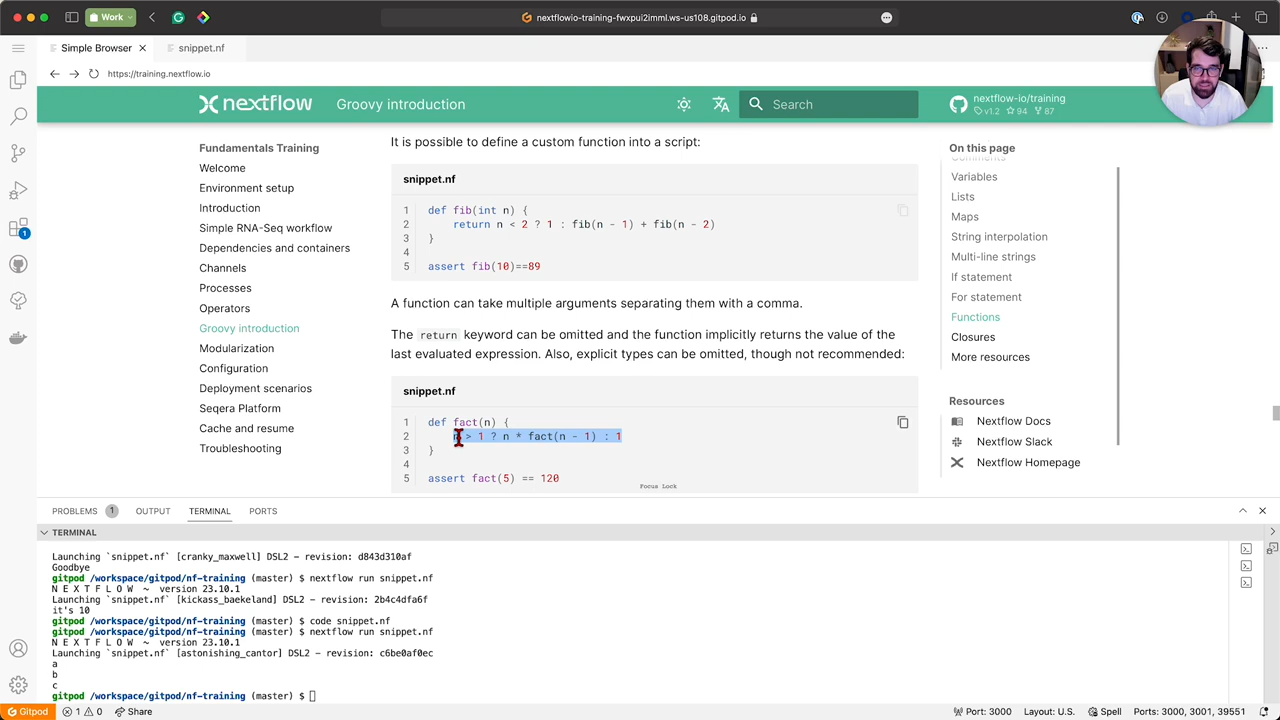 Work
nextflowio-training-fwxpui2imml.ws-us108.gitpod.io
Simple Browser
snippet.nf
https://training.nextflow.io
nextflow
Groovy introduction
Search
nextflow-io/training
v1.2 94 87
Fundamentals Training
Welcome
Environment setup
Introduction
Simple RNA-Seq workflow
Dependencies and containers
Channels
Processes
Operators
Groovy introduction
Modularization
Configuration
Deployment scenarios
Seqera Platform
Cache and resume
Troubleshooting
It is possible to define a custom function into a script:
snippet.nf
1 def fib(int n) {
2 return n < 2 ? 1 : fib(n - 1) + fib(n - 2)
3 }
4
5 assert fib(10)==89
A function can take multiple arguments separating them with a comma.
The return keyword can be omitted and the function implicitly returns the value of the
last evaluated expression. Also, explicit types can be omitted, though not recommended:
snippet.nf
1 def fact(n) {
2 n > 1 ? n * fact(n - 1) : 1
3 }
4
5 assert fact(5) == 120
Focus Lock
On this page
Comments
Variables
Lists
Maps
String interpolation
Multi-line strings
If statement
For statement
Functions
Closures
More resources
Resources
Nextflow Docs
Nextflow Slack
Nextflow Homepage
1
PROBLEMS 1 OUTPUT TERMINAL PORTS
TERMINAL
Launching `snippet.nf` [cranky_maxwell] DSL2 - revision: d843d310af
Goodbye
gitpod /workspace/gitpod/nf-training (master) $ nextflow run snippet.nf
N E X T F L O W ~ version 23.10.1
Launching `snippet.nf` [kickass_baekeland] DSL2 - revision: 2b4c4dfa6f
it's 10
gitpod /workspace/gitpod/nf-training (master) $ code snippet.nf
gitpod /workspace/gitpod/nf-training (master) $ nextflow run snippet.nf
N E X T F L O W ~ version 23.10.1
Launching `snippet.nf` [astonishing_cantor] DSL2 - revision: c6be0af0ec
a
b
c
gitpod /workspace/gitpod/nf-training (master) $
Gitpod 1 0 Share
Port: 3000 Layout: U.S. Spell Ports: 3000, 3001, 39551